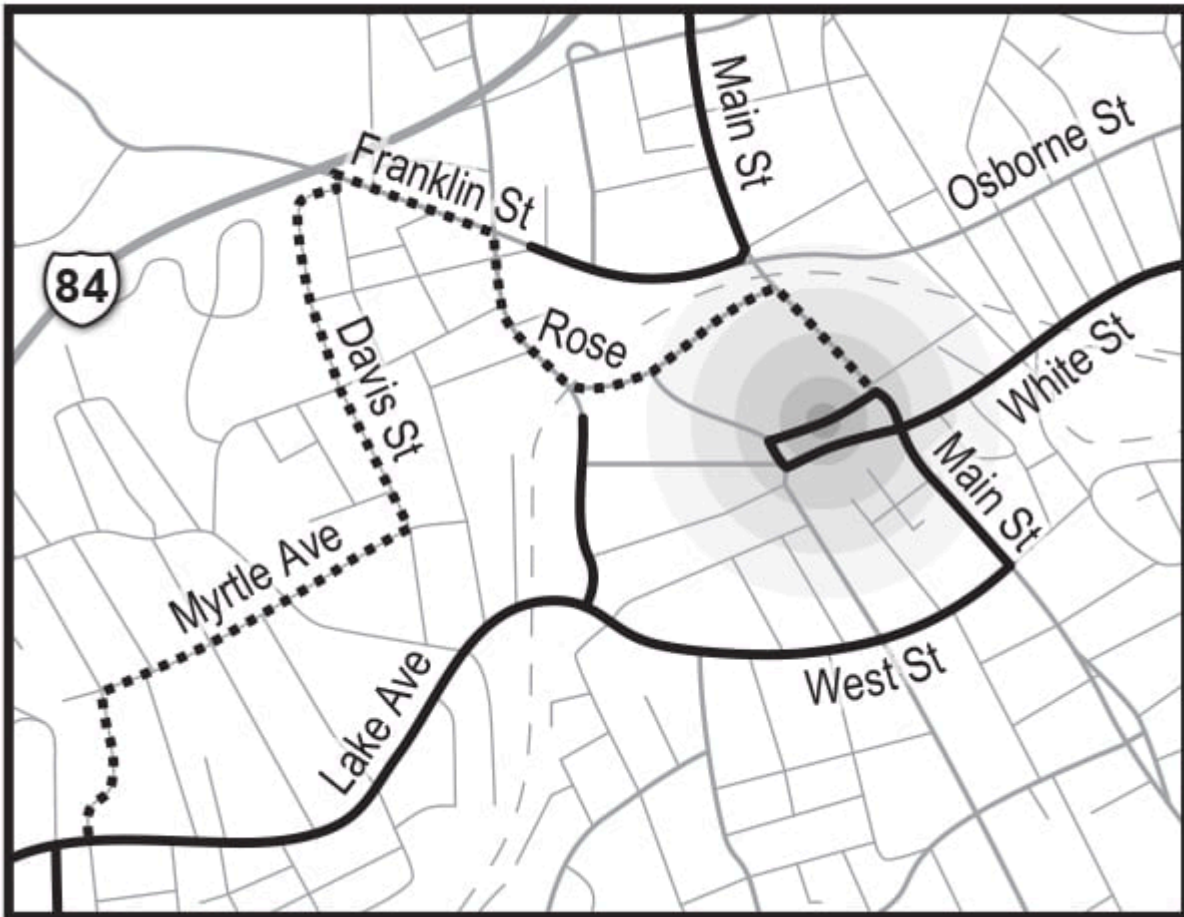 Main St
Franklin St
Osborne St
84
Rose
Davis St
White St
Main St
Myrtle Ave
Lake Ave
West St